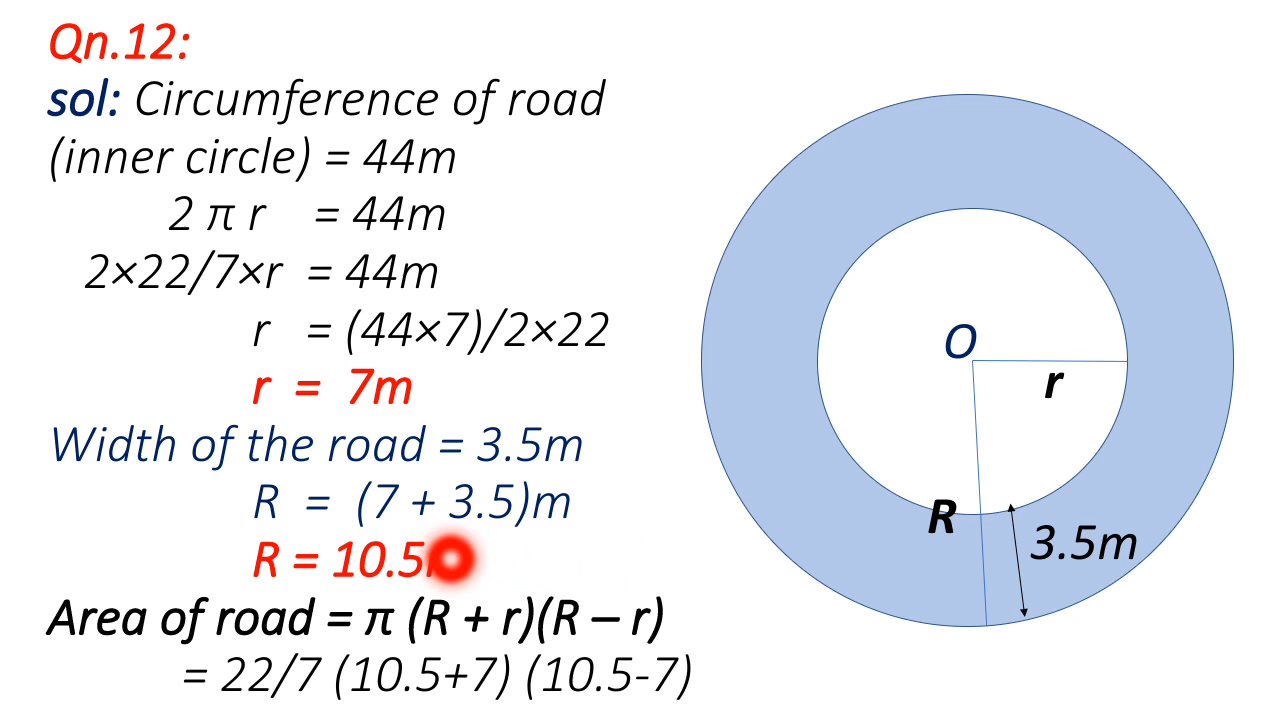 Qn.12:
sol: Circumference of road
(inner circle) = 44m
2 π r = 44m
2×22/7×r = 44m
r = (44×7)/2×22
r = 7m
Width of the road = 3.5m
R = (7 + 3.5)m
R = 10.5
Area of road = π (R + r)(R – r)
= 22/7 (10.5+7) (10.5-7)
O
r
R
3.5m